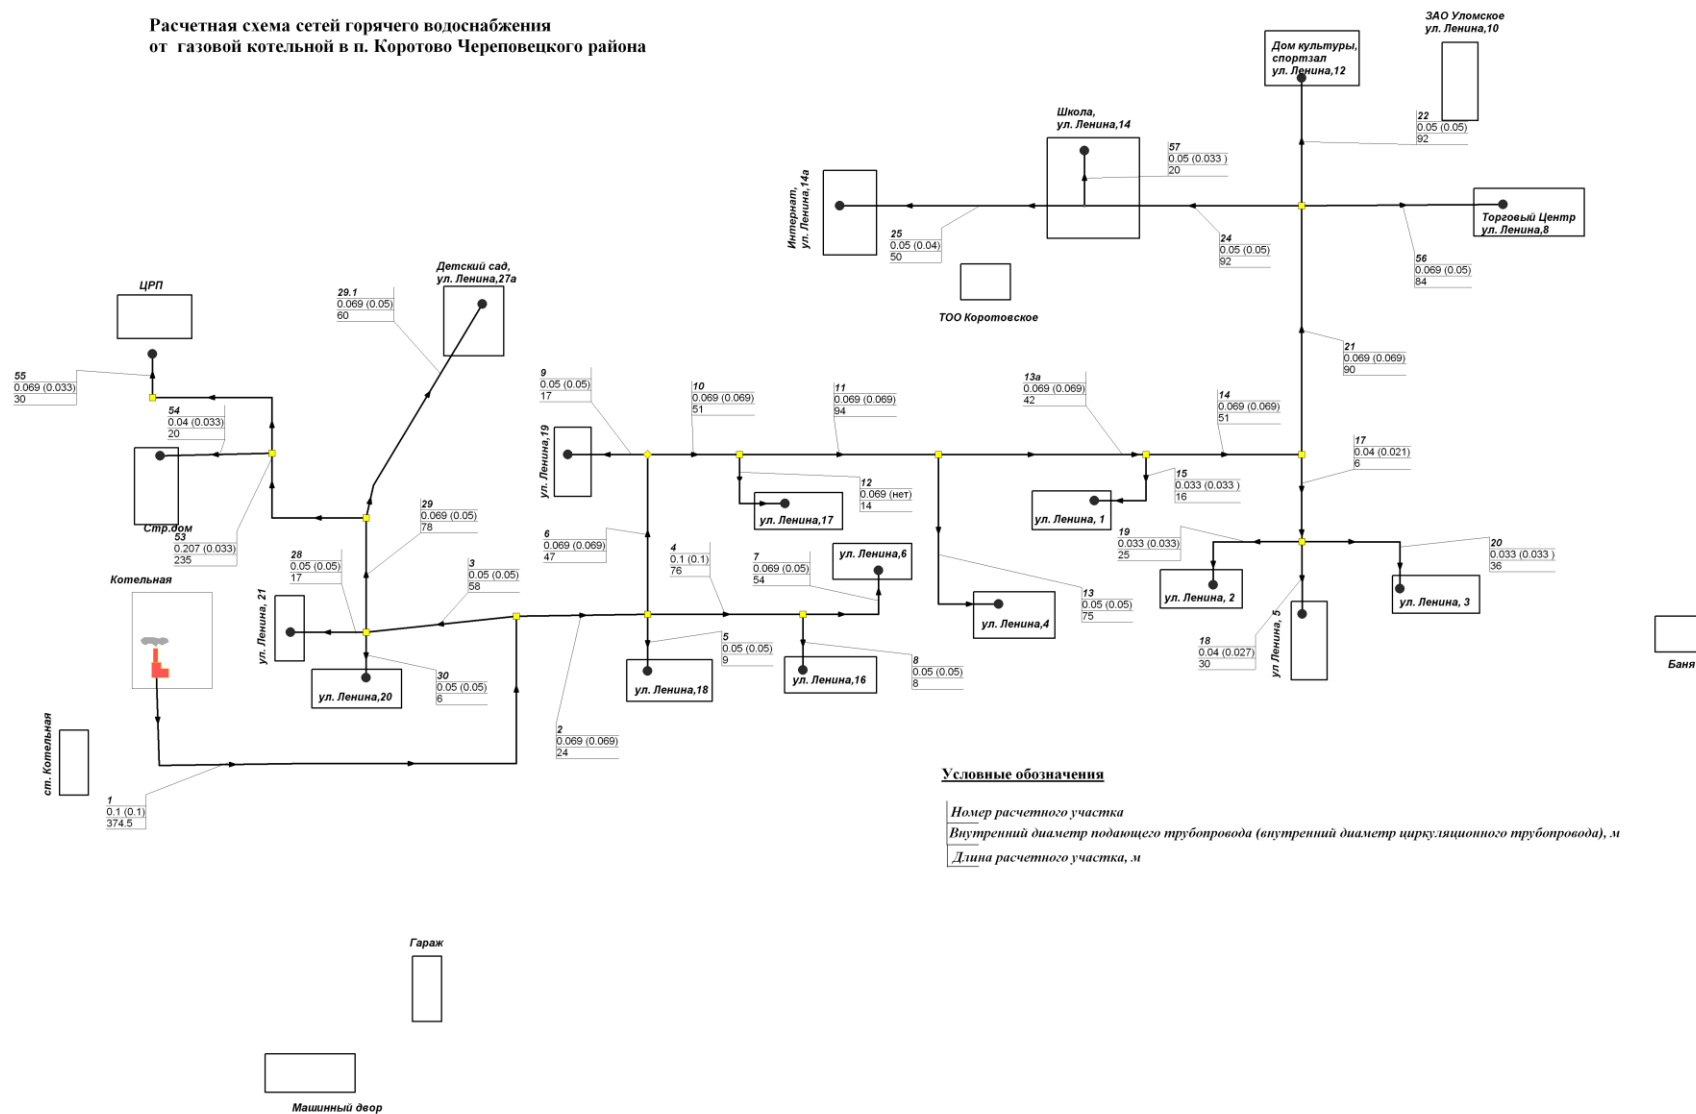 Расчетная схема сетей горячего водоснабжения
от газовой котельной в п. Коротово Череповецкого района
ЗАО Уломское
ул. Ленина,10
Дом культуры,
спортзал
ул. Ленина,12
22
0.05 (0.05)
92
Школа,
ул. Ленина,14
57
0.05 (0.033 )
20
Интернат,
ул. Ленина,14а
25
0.05 (0.04)
50
24
0.05 (0.05)
92
Торговый Центр
ул. Ленина,8
56
0.069 (0.05)
84
ТОО Коротовское
ЦРП
Детский сад,
ул. Ленина,27а
29.1
0.069 (0.05)
60
21
0.069 (0.069)
90
55
0.069 (0.033)
30
54
0.04 (0.033)
20
9
0.05 (0.05)
17
10
0.069 (0.069)
51
11
0.069 (0.069)
94
13а
0.069 (0.069)
42
14
0.069 (0.069)
51
17
0.04 (0.021)
6
ул. Ленина,19
12
0.069 (нет)
14
15
0.033 (0.033 )
16
ул. Ленина,17
ул. Ленина, 1
Стр.дом
53
0.207 (0.033)
235
29
0.069 (0.05)
78
28
0.05 (0.05)
17
3
0.05 (0.05)
58
6
0.069 (0.069)
47
4
0.1 (0.1)
76
7
0.069 (0.05)
54
ул. Ленина,6
19
0.033 (0.033)
25
20
0.033 (0.033 )
36
Котельная
ул. Ленина, 21
ул. Ленина,20
30
0.05 (0.05)
6
ул. Ленина,18
5
0.05 (0.05)
9
ул. Ленина,16
8
0.05 (0.05)
8
ул. Ленина,4
13
0.05 (0.05)
75
ул. Ленина, 2
ул. Ленина, 3
18
0.04 (0.027)
30
ул Ленина, 5
Баня
ст. Котельная
2
0.069 (0.069)
24
1
0.1 (0.1)
374.5
Условные обозначения
Номер расчетного участка
Внутренний диаметр подающего трубопровода (внутренний диаметр циркуляционного трубопровода), м
Длина расчетного участка, м
Гараж
Машинный двор